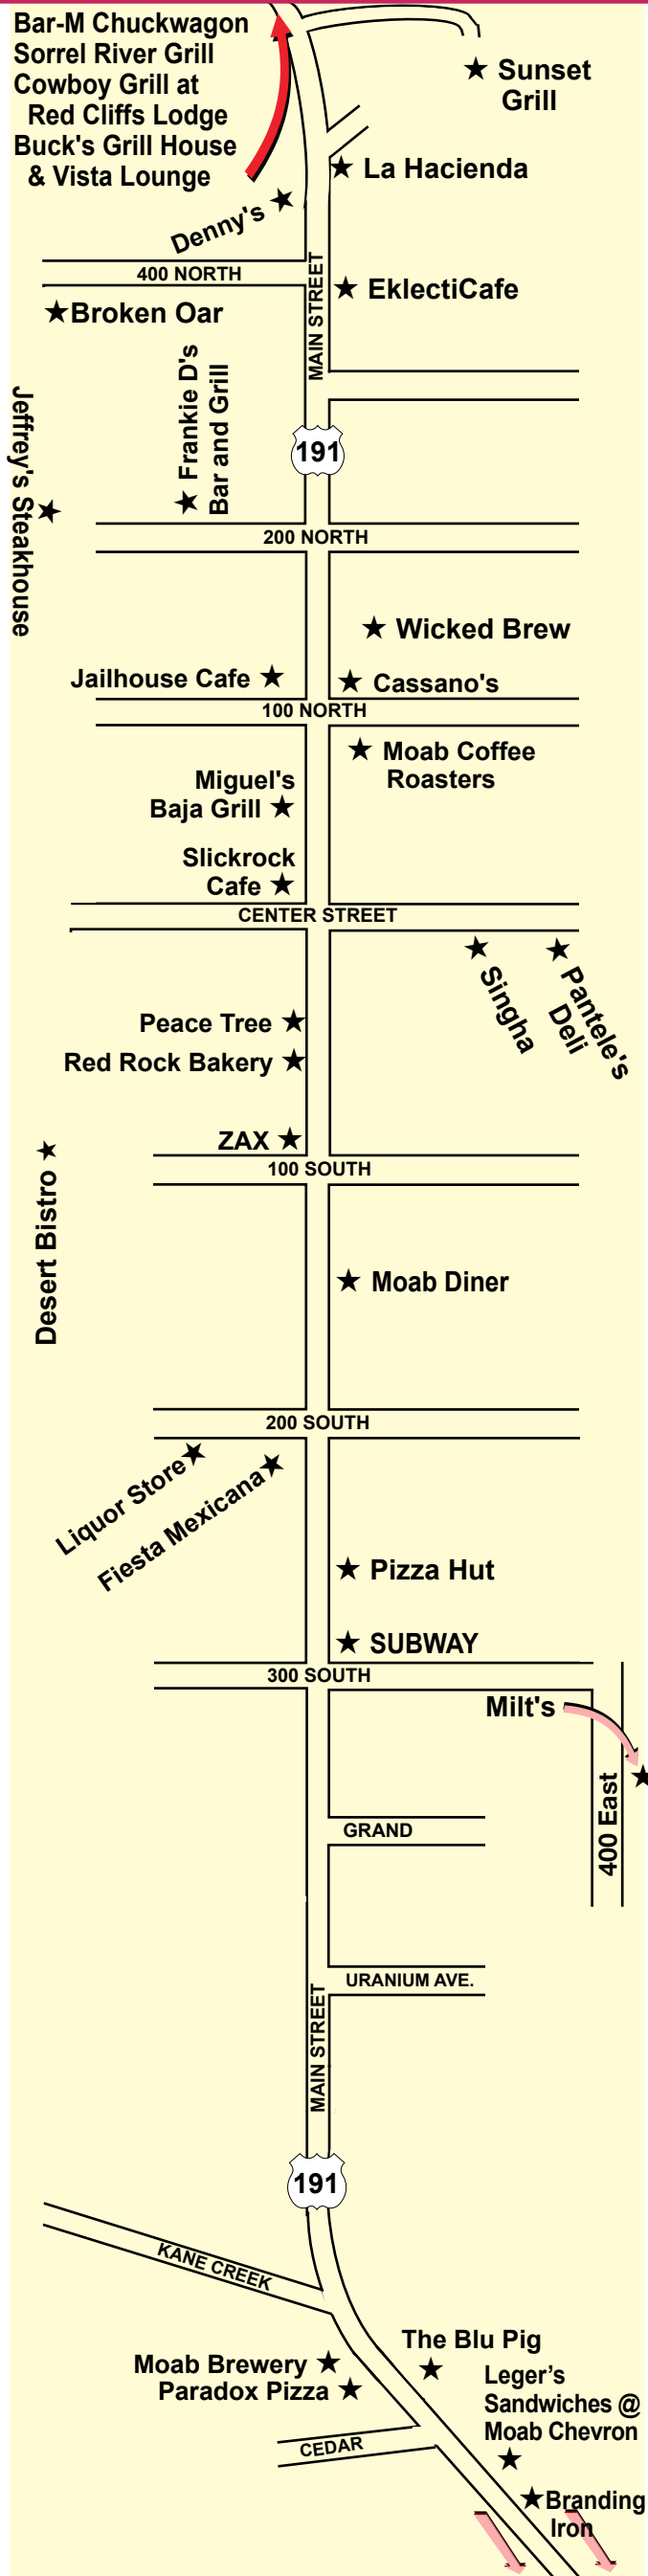 Bar-M Chuckwagon
Sorrel River Grill
Cowboy Grill at
Red Cliffs Lodge
Buck's Grill House
& Vista Lounge
Sunset
Grill
La Hacienda
Denny's
400 NORTH
MAIN STREET
EklectiCafe
Broken Oar
Frankie D's
Bar and Grill
Jeffrey's Steakhouse
191
200 NORTH
Wicked Brew
Jailhouse Cafe
Cassano's
100 NORTH
Moab Coffee
Roasters
Miguel's
Baja Grill
Slickrock
Cafe
CENTER STREET
Singha
Pantele's
Deli
Peace Tree
Red Rock Bakery
ZAX
100 SOUTH
Desert Bistro
Moab Diner
200 SOUTH
Liquor Store
Fiesta Mexicana
Pizza Hut
SUBWAY
300 SOUTH
Milt's
400 East
GRAND
URANIUM AVE.
MAIN STREET
191
KANE CREEK
The Blu Pig
Moab Brewery
Paradox Pizza
Leger’s
Sandwiches @
Moab Chevron
CEDAR
Branding
Iron